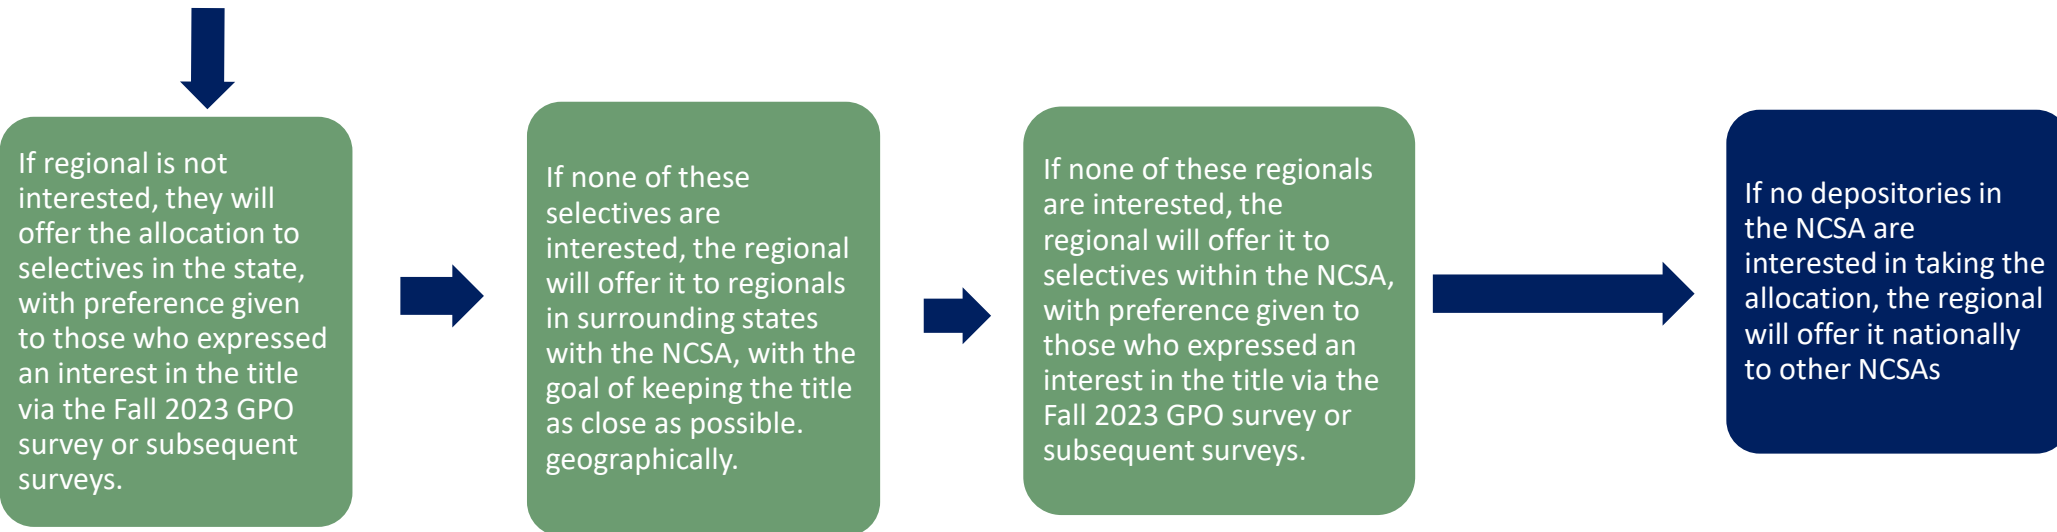 If regional is not
interested, they will
offer the allocation to
selectives in the state,
with preference given
to those who expressed
an interest in the title
via the Fall 2023 GPO
survey or subsequent
surveys.
If none of these
selectives are
interested, the regional
will offer it to regionals
in surrounding states
with the NCSA, with the
goal of keeping the title
as close as possible.
geographically.
If none of these regionals
are interested, the
regional will offer it to
selectives within the NCSA,
with preference given to
those who expressed an
interest in the title via the
Fall 2023 GPO survey or
subsequent surveys.
If no depositories in
the NCSA are
interested in taking the
allocation, the regional
will offer it nationally
to other NCSAs